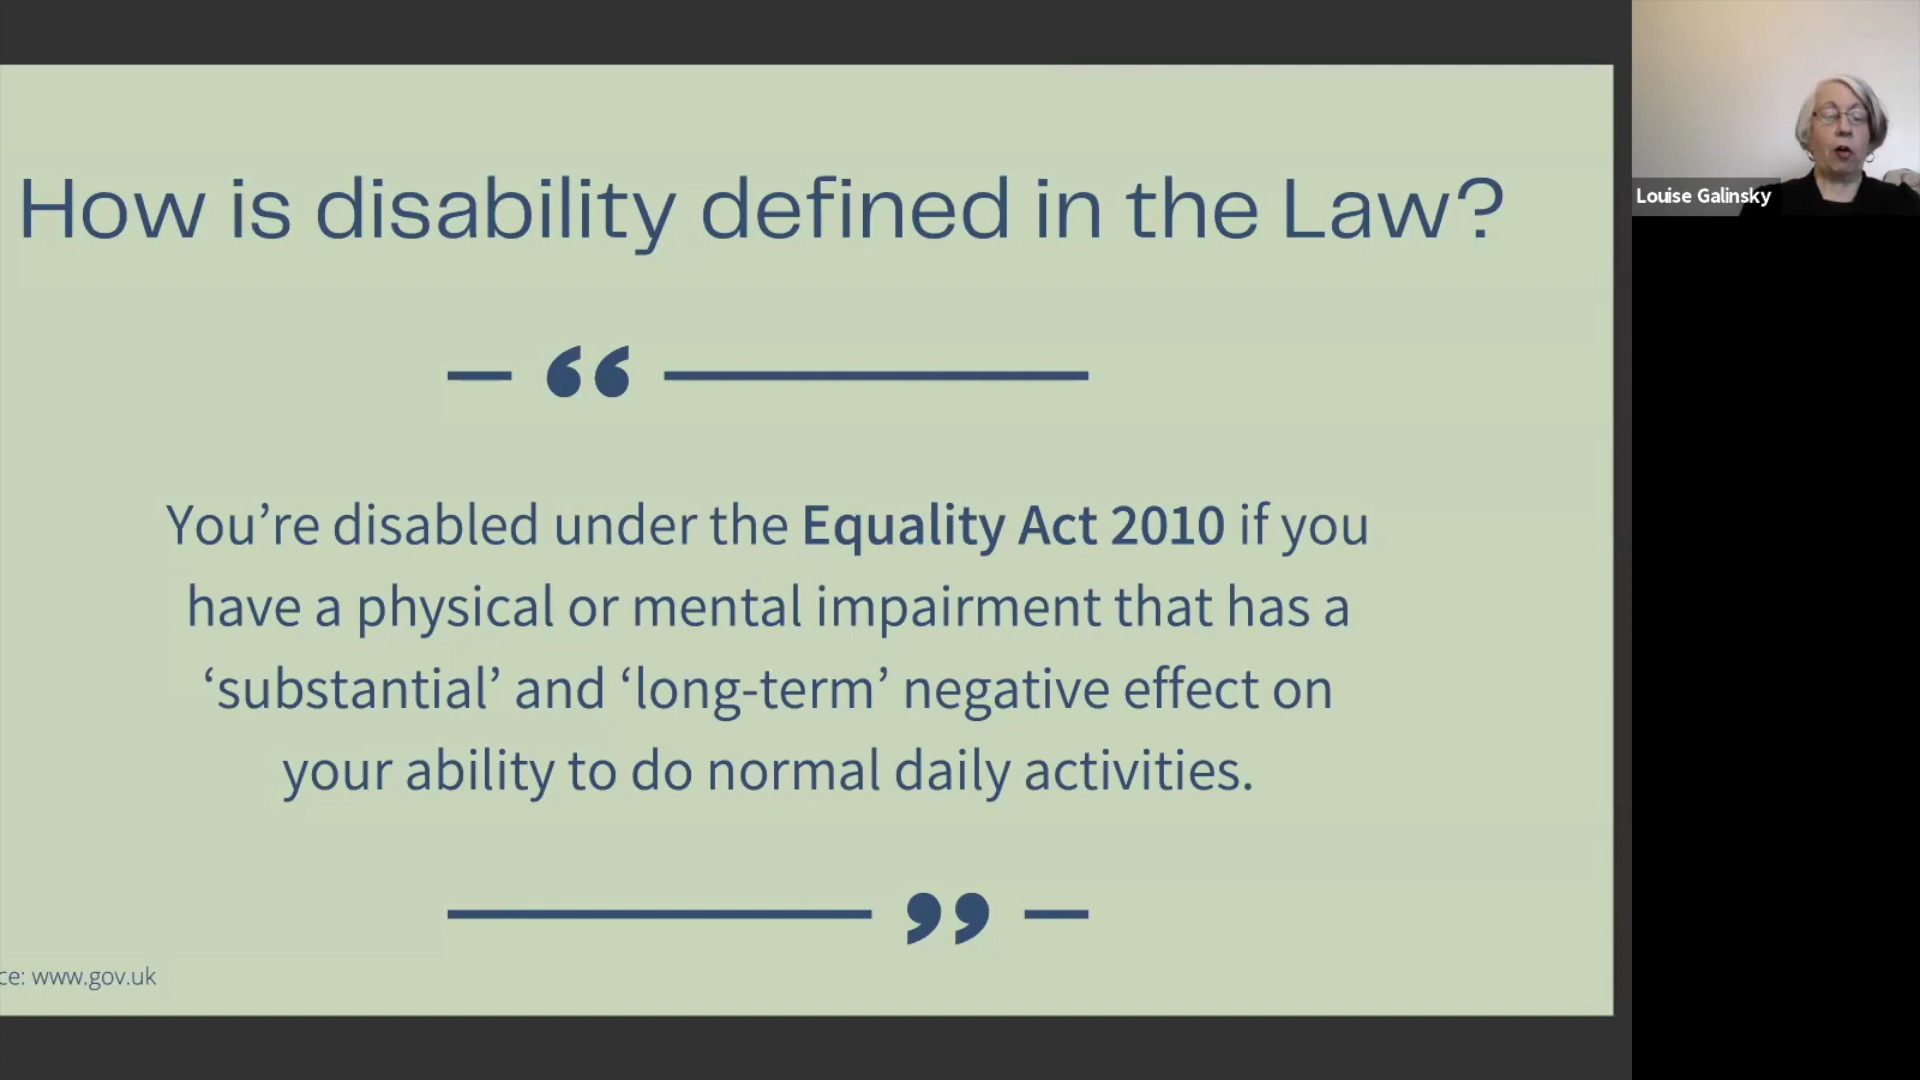 How is disability defined in the Law?
“
You’re disabled under the Equality Act 2010 if you
have a physical or mental impairment that has a
‘substantial’ and ‘long-term’ negative effect on
your ability to do normal daily activities.
”
ce: www.gov.uk
Louise Galinsky